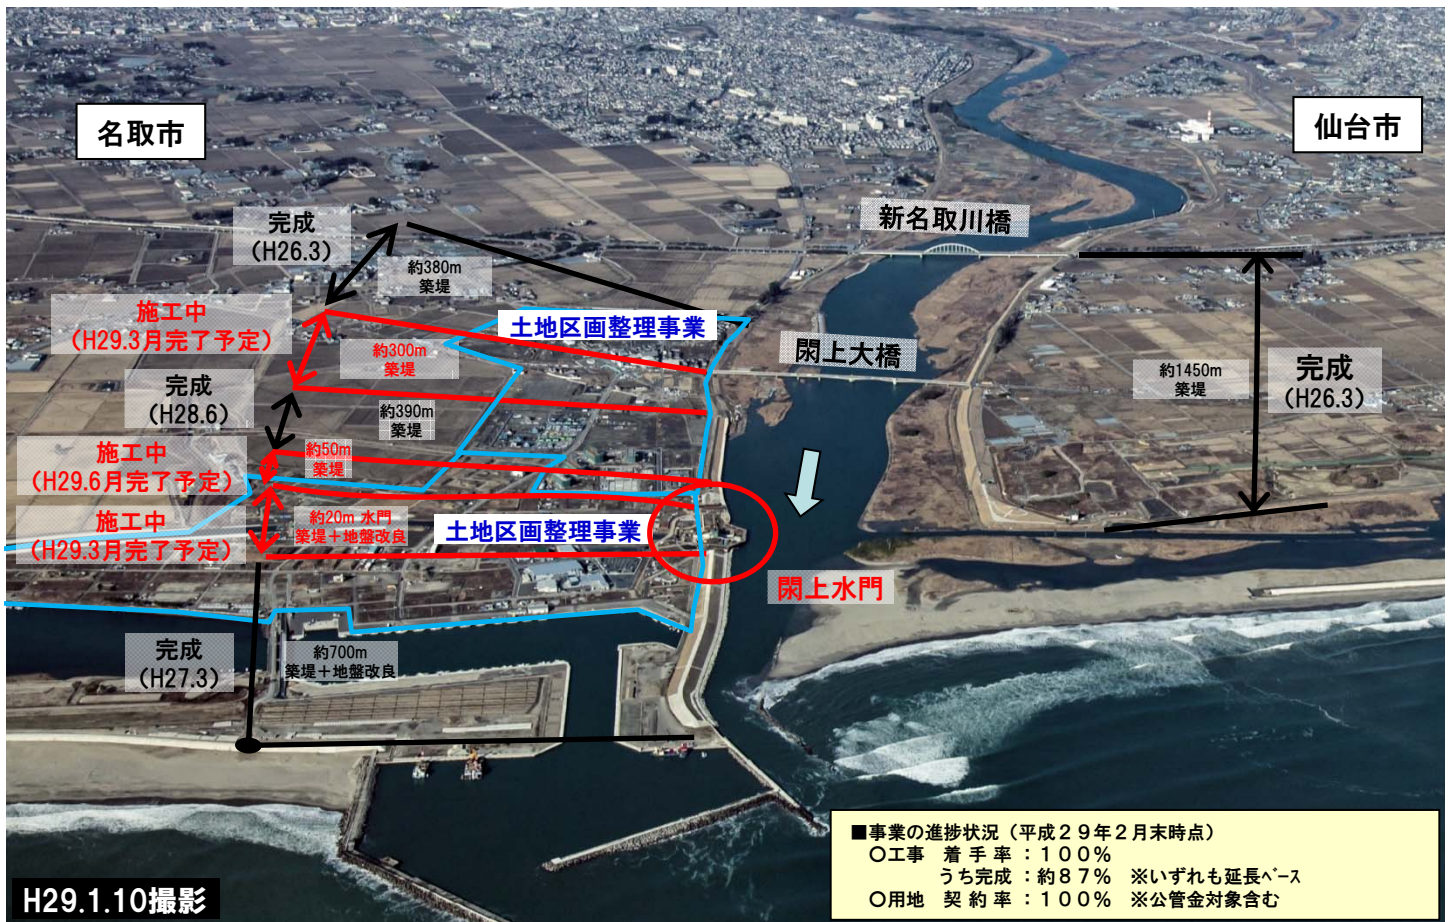 名取市
仙台市
新名取川橋
完成
(H26.3)
約380m
築堤
施工中
(H29.3月完了予定)
土地区画整理事業
約300m
築堤
閖上大橋
約1450m
築堤
完成
(H26.3)
完成
(H28.6)
約390m
築堤
施工中
(H29.6月完了予定)
約50m
築堤
施工中
(H29.3月完了予定)
約20m 水門
築堤+地盤改良
土地区画整理事業
閖上水門
完成
(H27.3)
約700m
築堤+地盤改良
■事業の進捗状況(平成29年2月末時点)
○工事 着手率:100%
うち完成:約87% ※いずれも延長ベース
○用地 契約率:100% ※公管金対象含む
H29.1.10撮影